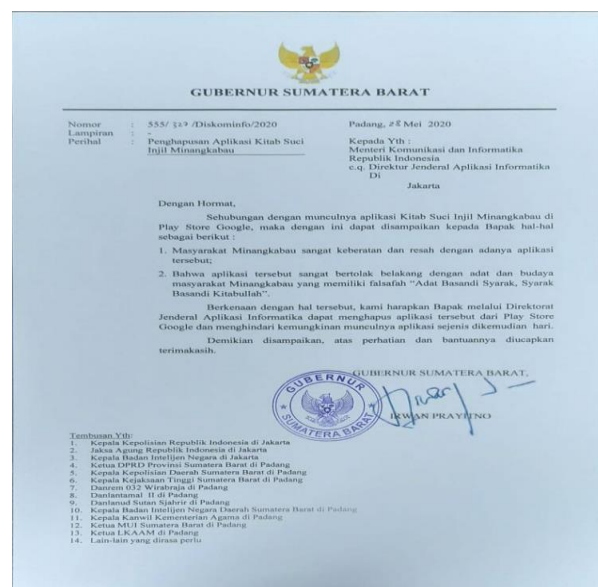 GUBERNUR SUMATERA BARAT
Nomor : 555/ 327 /Diskominfo/2020
Lampiran : -
Perihal : Penghapusan Aplikasi Kitab Suci
Injil Minangkabau
Padang, 28 Mei 2020
Kepada Yth :
Menteri Komunikasi dan Informatika
Republik Indonesia
c.q. Direktur Jenderal Aplikasi Informatika
Di
Jakarta
Dengan Hormat,
Sehubungan dengan munculnya aplikasi Kitab Suci Injil Minangkabau di
Play Store Google, maka dengan ini dapat disampaikan kepada Bapak hal-hal
sebagai berikut :
1. Masyarakat Minangkabau sangat keberatan dan resah dengan adanya aplikasi
tersebut;
2. Bahwa aplikasi tersebut sangat bertolak belakang dengan adat dan budaya
masyarakat Minangkabau yang memiliki falsafah "Adat Basandi Syarak, Syarak
Basandi Kitabullah".
Berkenaan dengan hal tersebut, kami harapkan Bapak melalui Direktorat
Jenderal Aplikasi Informatika dapat menghapus aplikasi tersebut dari Play Store
Google dan menghindari kemungkinan munculnya aplikasi sejenis dikemudian hari.
Demikian disampaikan, atas perhatian dan bantuannya diucapkan
terimakasih.
GUBERNUR SUMATERA BARAT,
GUBERNUR
SUMATERA BARAT
IRWAN PRAYITNO
Tembusan Yth:
1. Kepala Kepolisian Republik Indonesia di Jakarta
2. Jaksa Agung Republik Indonesia di Jakarta
3. Kepala Badan Intelijen Negara di Jakarta
4. Ketua DPRD Provinsi Sumatera Barat di Padang
5. Kepala Kepolisian Daerah Sumatera Barat di Padang
6. Kepala Kejaksaan Tinggi Sumatera Barat di Padang
7. Danrem 032 Wirabraja di Padang
8. Danlantamal II di Padang
9. Danlanud Sutan Sjahrir di Padang
10. Kepala Badan Intelijen Negara Daerah Sumatera Barat di Padang
11. Kepala Kanwil Kementerian Agama di Padang
12. Ketua MUI Sumatera Barat di Padang
13. Ketua LKAAM di Padang
14. Lain-lain yang dirasa perlu